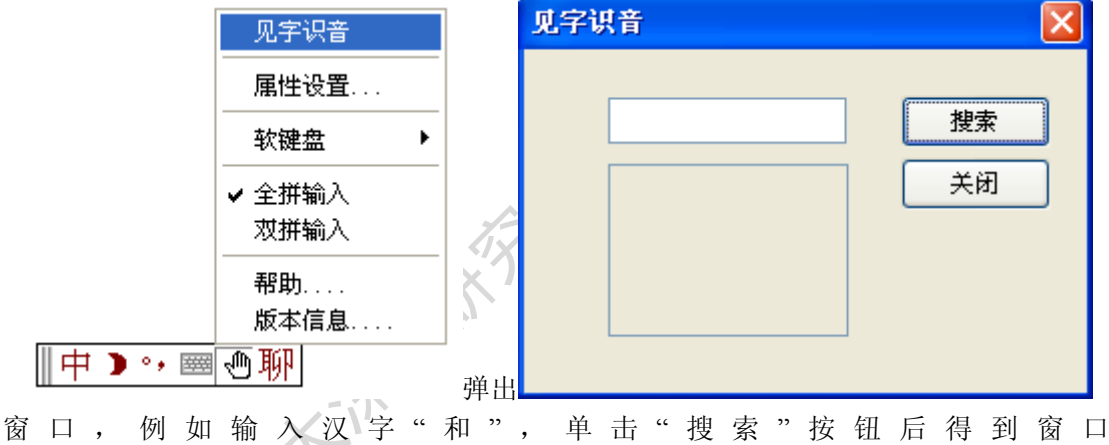 见字识音
属性设置...
软键盘
全拼输入
双拼输入
帮助....
版本信息....
中 聊
见字识音
搜索
关闭
弹出
窗口，例如输入汉字“和”，单击“搜索”按钮后得到窗口